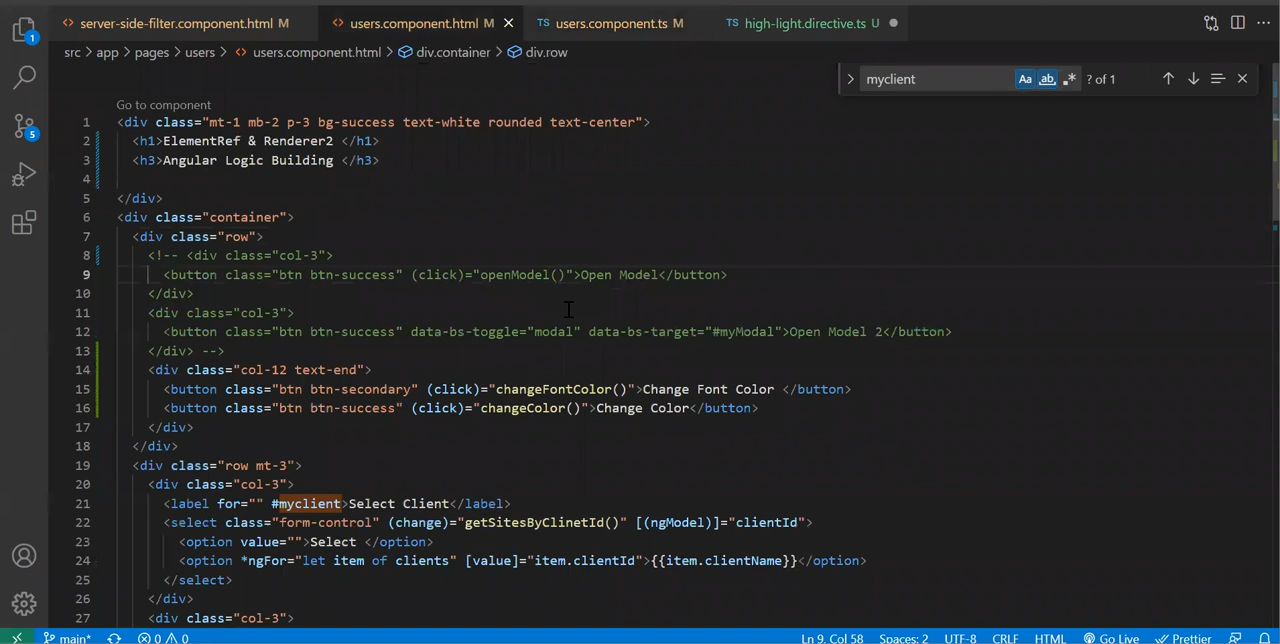 server-side-filter.component.html M
users.component.html M
TS users.component.ts M
TS high-light.directive.ts U
1
src > app > pages > users > users.component.html > div.container > div.row
myclient
Aa
ab
? of 1
Go to component
1 <div class="mt-1 mb-2 p-3 bg-success text-white rounded text-center">
2 <h1>ElementRef & Renderer2 </h1>
3 <h3>Angular Logic Building </h3>
4
5 </div>
6 <div class="container">
7 <div class="row">
8 <!-- <div class="col-3">
9 <button class="btn btn-success" (click)="openModel()">Open Model</button>
10 </div>
11 <div class="col-3">
12 <button class="btn btn-success" data-bs-toggle="modal" data-bs-target="#myModal">Open Model 2</button>
13 </div> -->
14 <div class="col-12 text-end">
15 <button class="btn btn-secondary" (click)="changeFontColor()">Change Font Color </button>
16 <button class="btn btn-success" (click)="changeColor()">Change Color</button>
17 </div>
18 </div>
19 <div class="row mt-3">
20 <div class="col-3">
21 <label for="" #myclient>Select Client</label>
22 <select class="form-control" (change)="getSitesByClinetId()" [(ngModel)]="clientId">
23 <option value="">Select </option>
24 <option *ngFor="let item of clients" [value]="item.clientId">{{item.clientName}}</option>
25 </select>
26 </div>
27 <div class="col-3">
5
main*
0
0
Ln 9, Col 58
Spaces: 2
UTF-8
CRLF
HTML
Go Live
Prettier